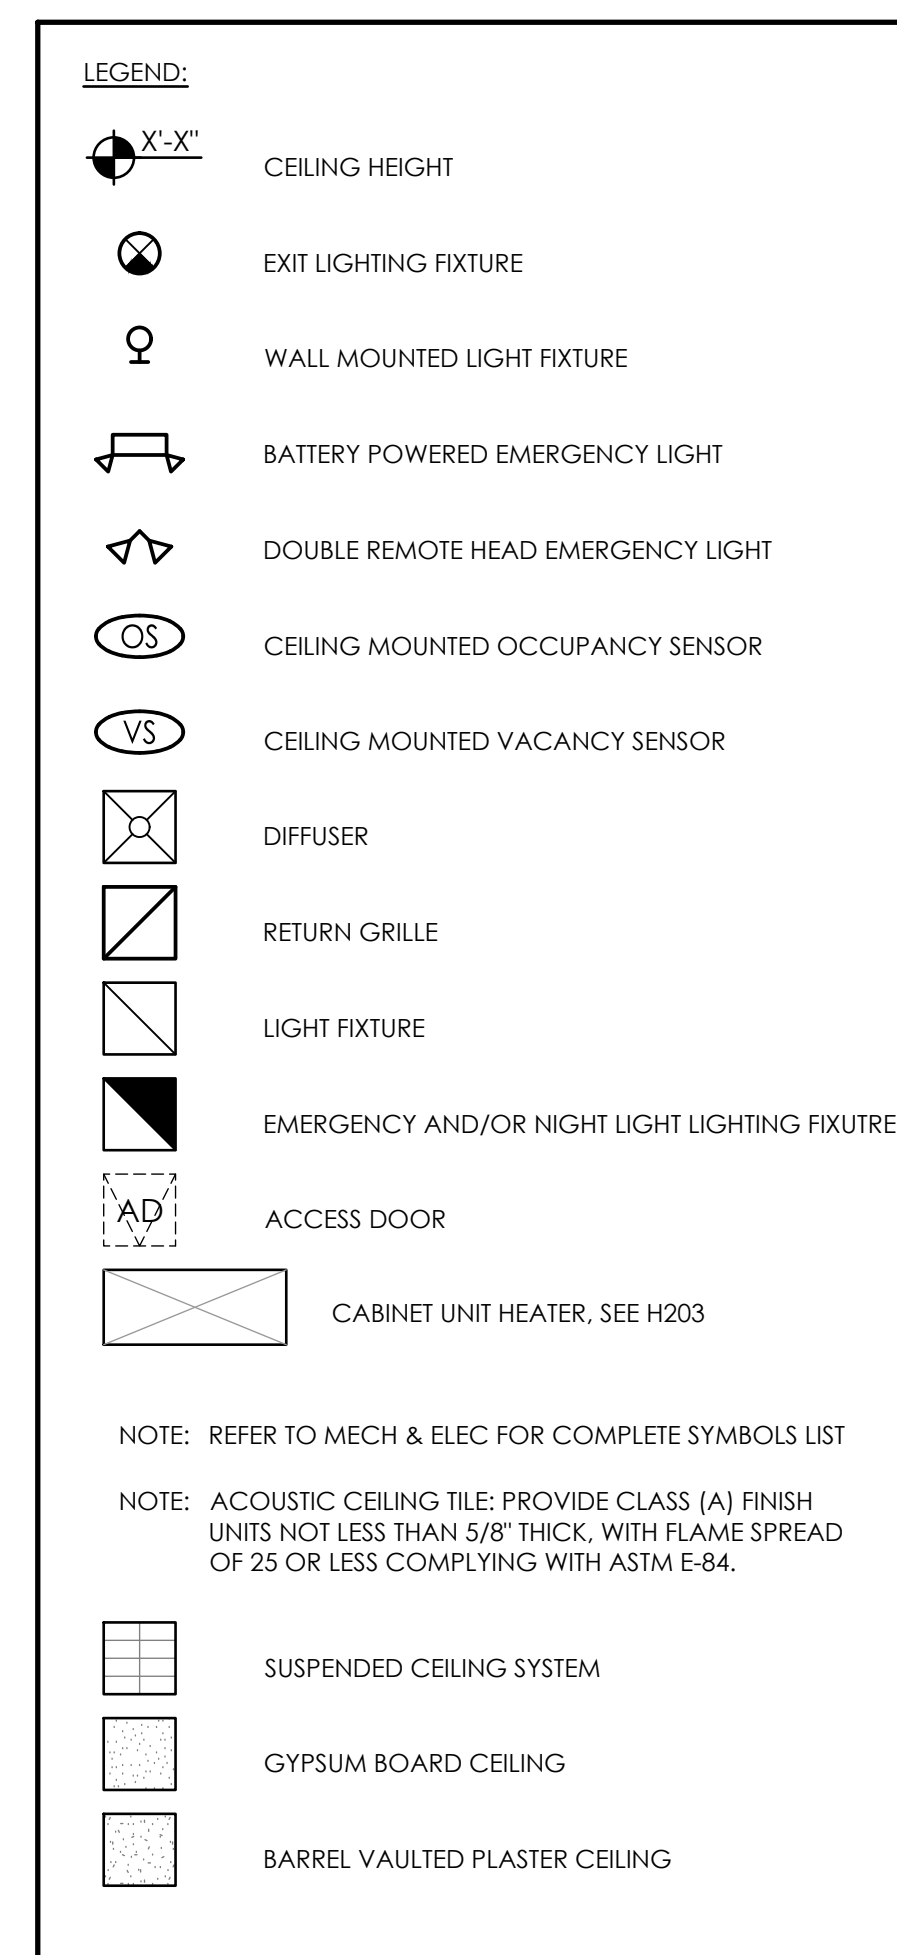 LEGEND:
X'-X"
CEILING HEIGHT
EXIT LIGHTING FIXTURE
WALL MOUNTED LIGHT FIXTURE
BATTERY POWERED EMERGENCY LIGHT
DOUBLE REMOTE HEAD EMERGENCY LIGHT
OS
CEILING MOUNTED OCCUPANCY SENSOR
VS
CEILING MOUNTED VACANCY SENSOR
DIFFUSER
RETURN GRILLE
LIGHT FIXTURE
EMERGENCY AND/OR NIGHT LIGHT LIGHTING FIXUTRE
AD
ACCESS DOOR
CABINET UNIT HEATER, SEE H203
NOTE: REFER TO MECH & ELEC FOR COMPLETE SYMBOLS LIST
NOTE: ACOUSTIC CEILING TILE: PROVIDE CLASS (A) FINISH
UNITS NOT LESS THAN 5/8" THICK, WITH FLAME SPREAD
OF 25 OR LESS COMPLYING WITH ASTM E-84.
SUSPENDED CEILING SYSTEM
GYPSUM BOARD CEILING
BARREL VAULTED PLASTER CEILING